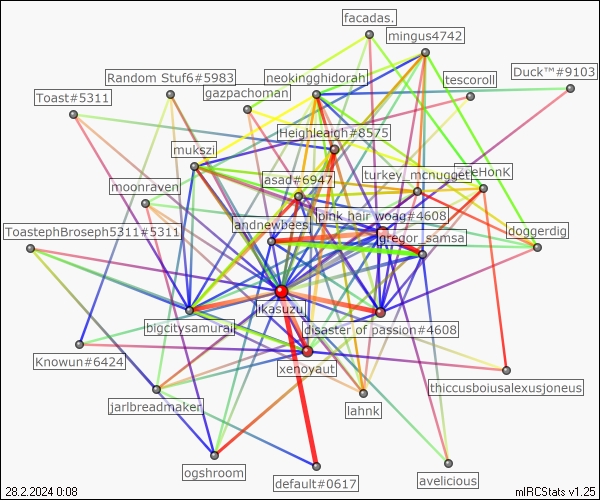 facadas.
mingus4742
Random Stuf6#5983
neokingghidorah
tescoroll
Duck™#9103
Toast#5311
gazpachoman
Heighleaigh#8575
mukszi
asad#6947
turkey_mcnugget
moonraven
andrewbees
pink hair woag#4608
ToastephBroseph5311#5311
gregor_samsa
doggerdig
ikasuzu
bigcitysamurai
disaster of passion#4608
Knowun#6424
xenoyaut
thiccusboiusalexusjoneus
jarlbreadmaker
lahnk
ogshroom
default#0617
avelicious
28.2.2024 0:08
mIRCStats v1.25